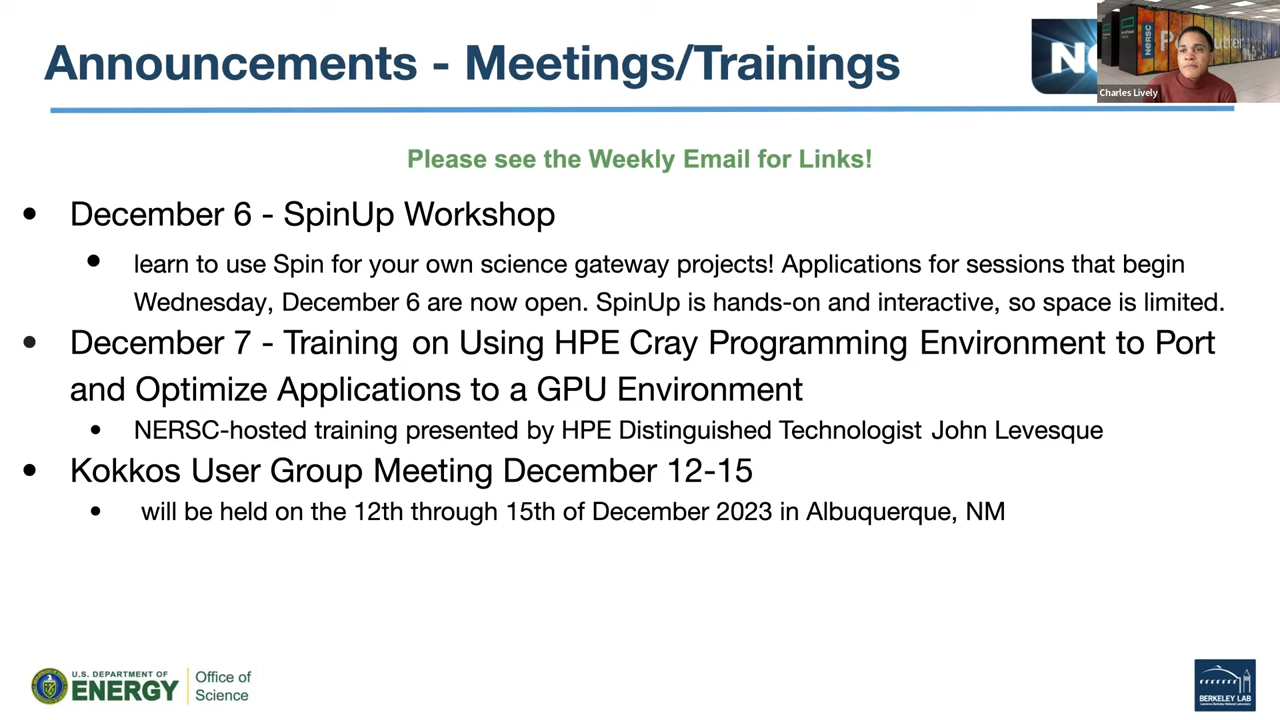 Announcements - Meetings/Trainings
NERSC
Charles Lively
Please see the Weekly Email for Links!
• December 6 - SpinUp Workshop
• learn to use Spin for your own science gateway projects! Applications for sessions that begin
Wednesday, December 6 are now open. SpinUp is hands-on and interactive, so space is limited.
• December 7 - Training on Using HPE Cray Programming Environment to Port
and Optimize Applications to a GPU Environment
• NERSC-hosted training presented by HPE Distinguished Technologist John Levesque
• Kokkos User Group Meeting December 12-15
• will be held on the 12th through 15th of December 2023 in Albuquerque, NM
U.S. DEPARTMENT OF
ENERGY
Office of
Science
BERKELEY LAB
Lawrence Berkeley National Laboratory